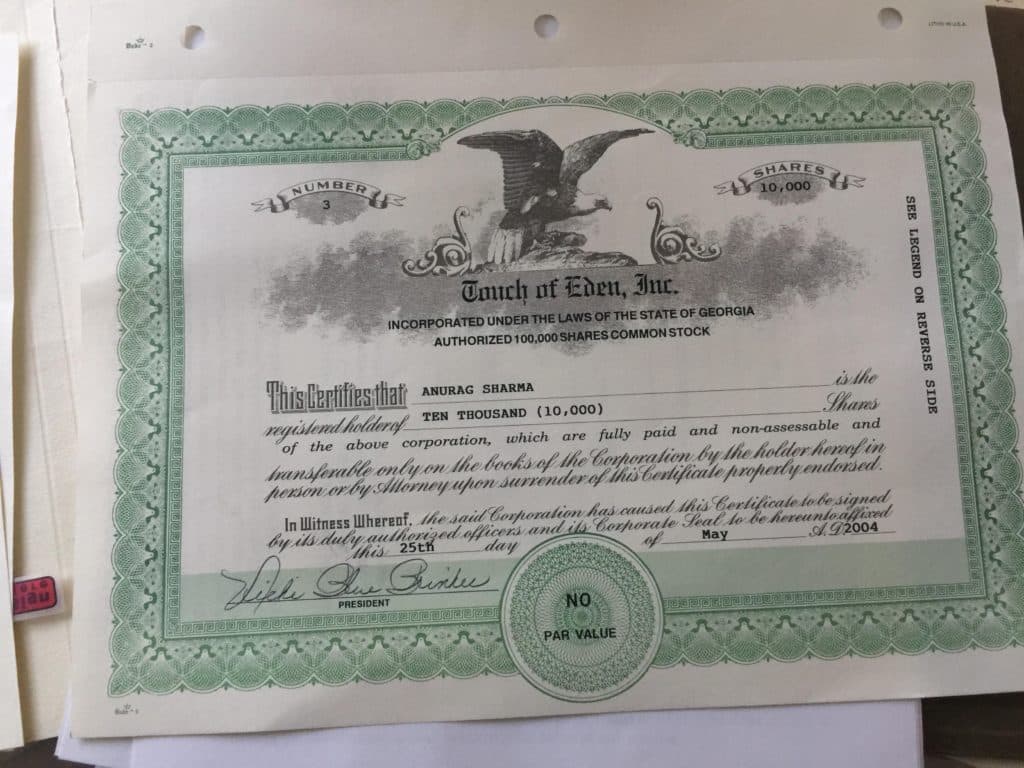 LITHO IN U.S.A.
NUMBER
3
SHARES
10,000
Touch of Eden, Inc.
INCORPORATED UNDER THE LAWS OF THE STATE OF GEORGIA
AUTHORIZED 100,000 SHARES COMMON STOCK
SEE LEGEND ON REVERSE SIDE
This Certifies that ANURAG SHARMA is the
registered holder of TEN THOUSAND (10,000) Shares
of the above corporation, which are fully paid and non-assessable and
transferable only on the books of the Corporation by the holder hereof in
person or by Attorney upon surrender of this Certificate properly endorsed.
In Witness Whereof, the said Corporation has caused this Certificate to be signed
by its duly authorized officers and its Corporate Seal to be hereunto affixed
this 25th day of May A.D. 2004
PRESIDENT
NO
PAR VALUE